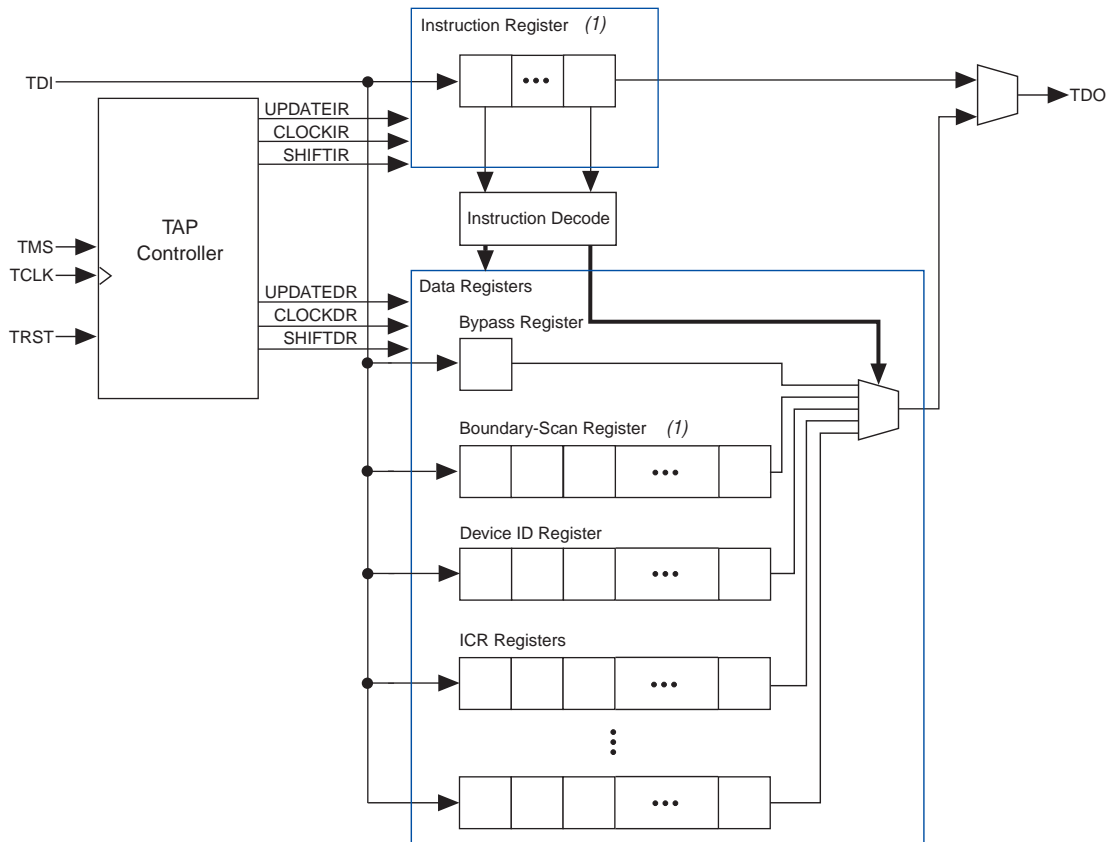 Instruction Register (1)
TDI
TDO
UPDATEIR
CLOCKIR
SHIFTIR
TAP
Controller
Instruction Decode
TMS
TCLK
TRST
Data Registers
UPDATEDR
CLOCKDR
SHIFTDR
Bypass Register
Boundary-Scan Register (1)
Device ID Register
ICR Registers